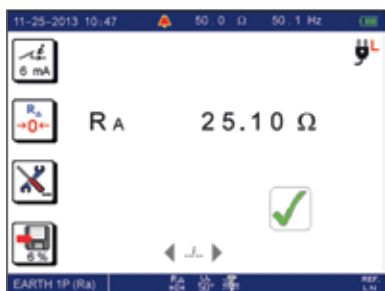 11-25-2013 10:47 50.0 Ω 50.1 Hz
L
6 mA
RA
→0←
RA 25.10 Ω
6 %
../..
EARTH 1P (Ra) REF
L.N